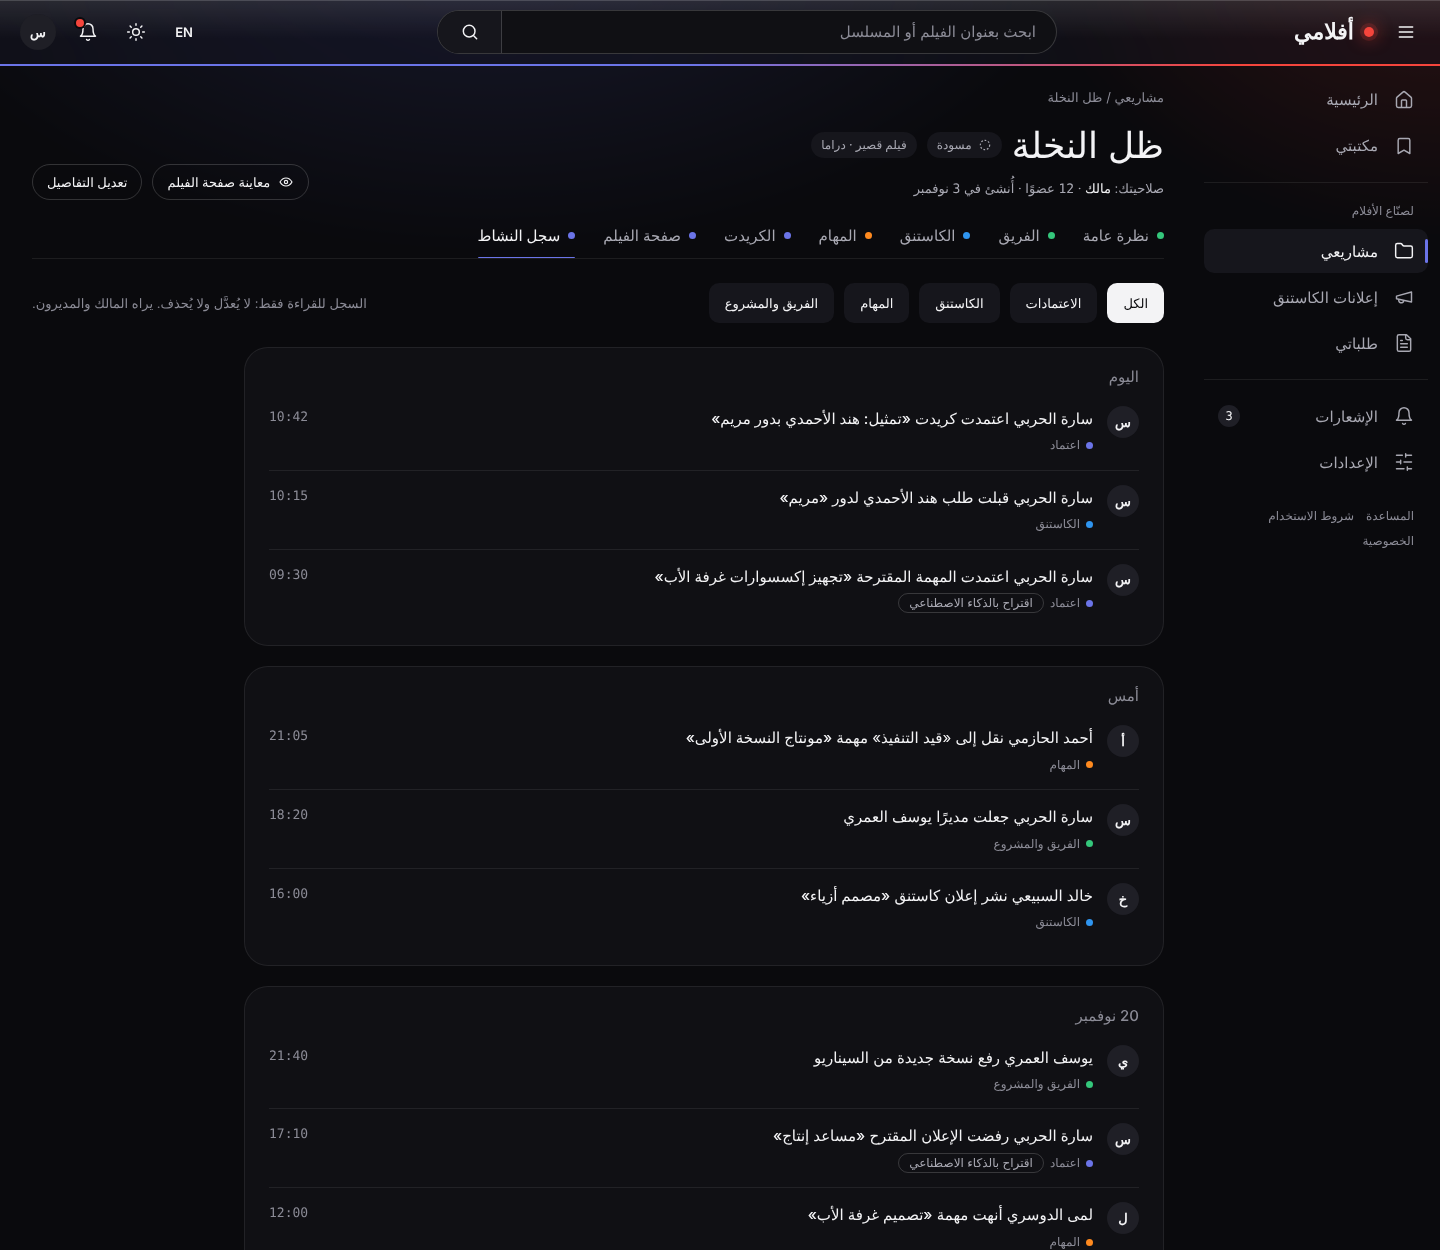 أفلامي
ابحث بعنوان الفيلم أو المسلسل
EN
س
الرئيسية
مكتبتي
لصنّاع الأفلام
مشاريعي
إعلانات الكاستنق
طلباتي
الإشعارات 3
الإعدادات
المساعدة شروط الاستخدام
الخصوصية
مشاريعي / ظل النخلة
ظل النخلة مسودة فيلم قصير · دراما
صلاحيتك: مالك · 12 عضوًا · أُنشئ في 3 نوفمبر
معاينة صفحة الفيلم تعديل التفاصيل
نظرة عامة الفريق الكاستنق المهام الكريدت صفحة الفيلم سجل النشاط
الكل الاعتمادات الكاستنق المهام الفريق والمشروع
السجل للقراءة فقط: لا يُعدَّل ولا يُحذف. يراه المالك والمديرون.
اليوم
س سارة الحربي اعتمدت كريدت «تمثيل: هند الأحمدي بدور مريم» 10:42
اعتماد
س سارة الحربي قبلت طلب هند الأحمدي لدور «مريم» 10:15
الكاستنق
س سارة الحربي اعتمدت المهمة المقترحة «تجهيز إكسسوارات غرفة الأب» 09:30
اعتماد اقتراح بالذكاء الاصطناعي
أمس
أ أحمد الحازمي نقل إلى «قيد التنفيذ» مهمة «مونتاج النسخة الأولى» 21:05
المهام
س سارة الحربي جعلت مديرًا يوسف العمري 18:20
الفريق والمشروع
خ خالد السبيعي نشر إعلان كاستنق «مصمم أزياء» 16:00
الكاستنق
20 نوفمبر
ي يوسف العمري رفع نسخة جديدة من السيناريو 21:40
الفريق والمشروع
س سارة الحربي رفضت الإعلان المقترح «مساعد إنتاج» 17:10
اعتماد اقتراح بالذكاء الاصطناعي
ل لمى الدوسري أنهت مهمة «تصميم غرفة الأب» 12:00
المهام